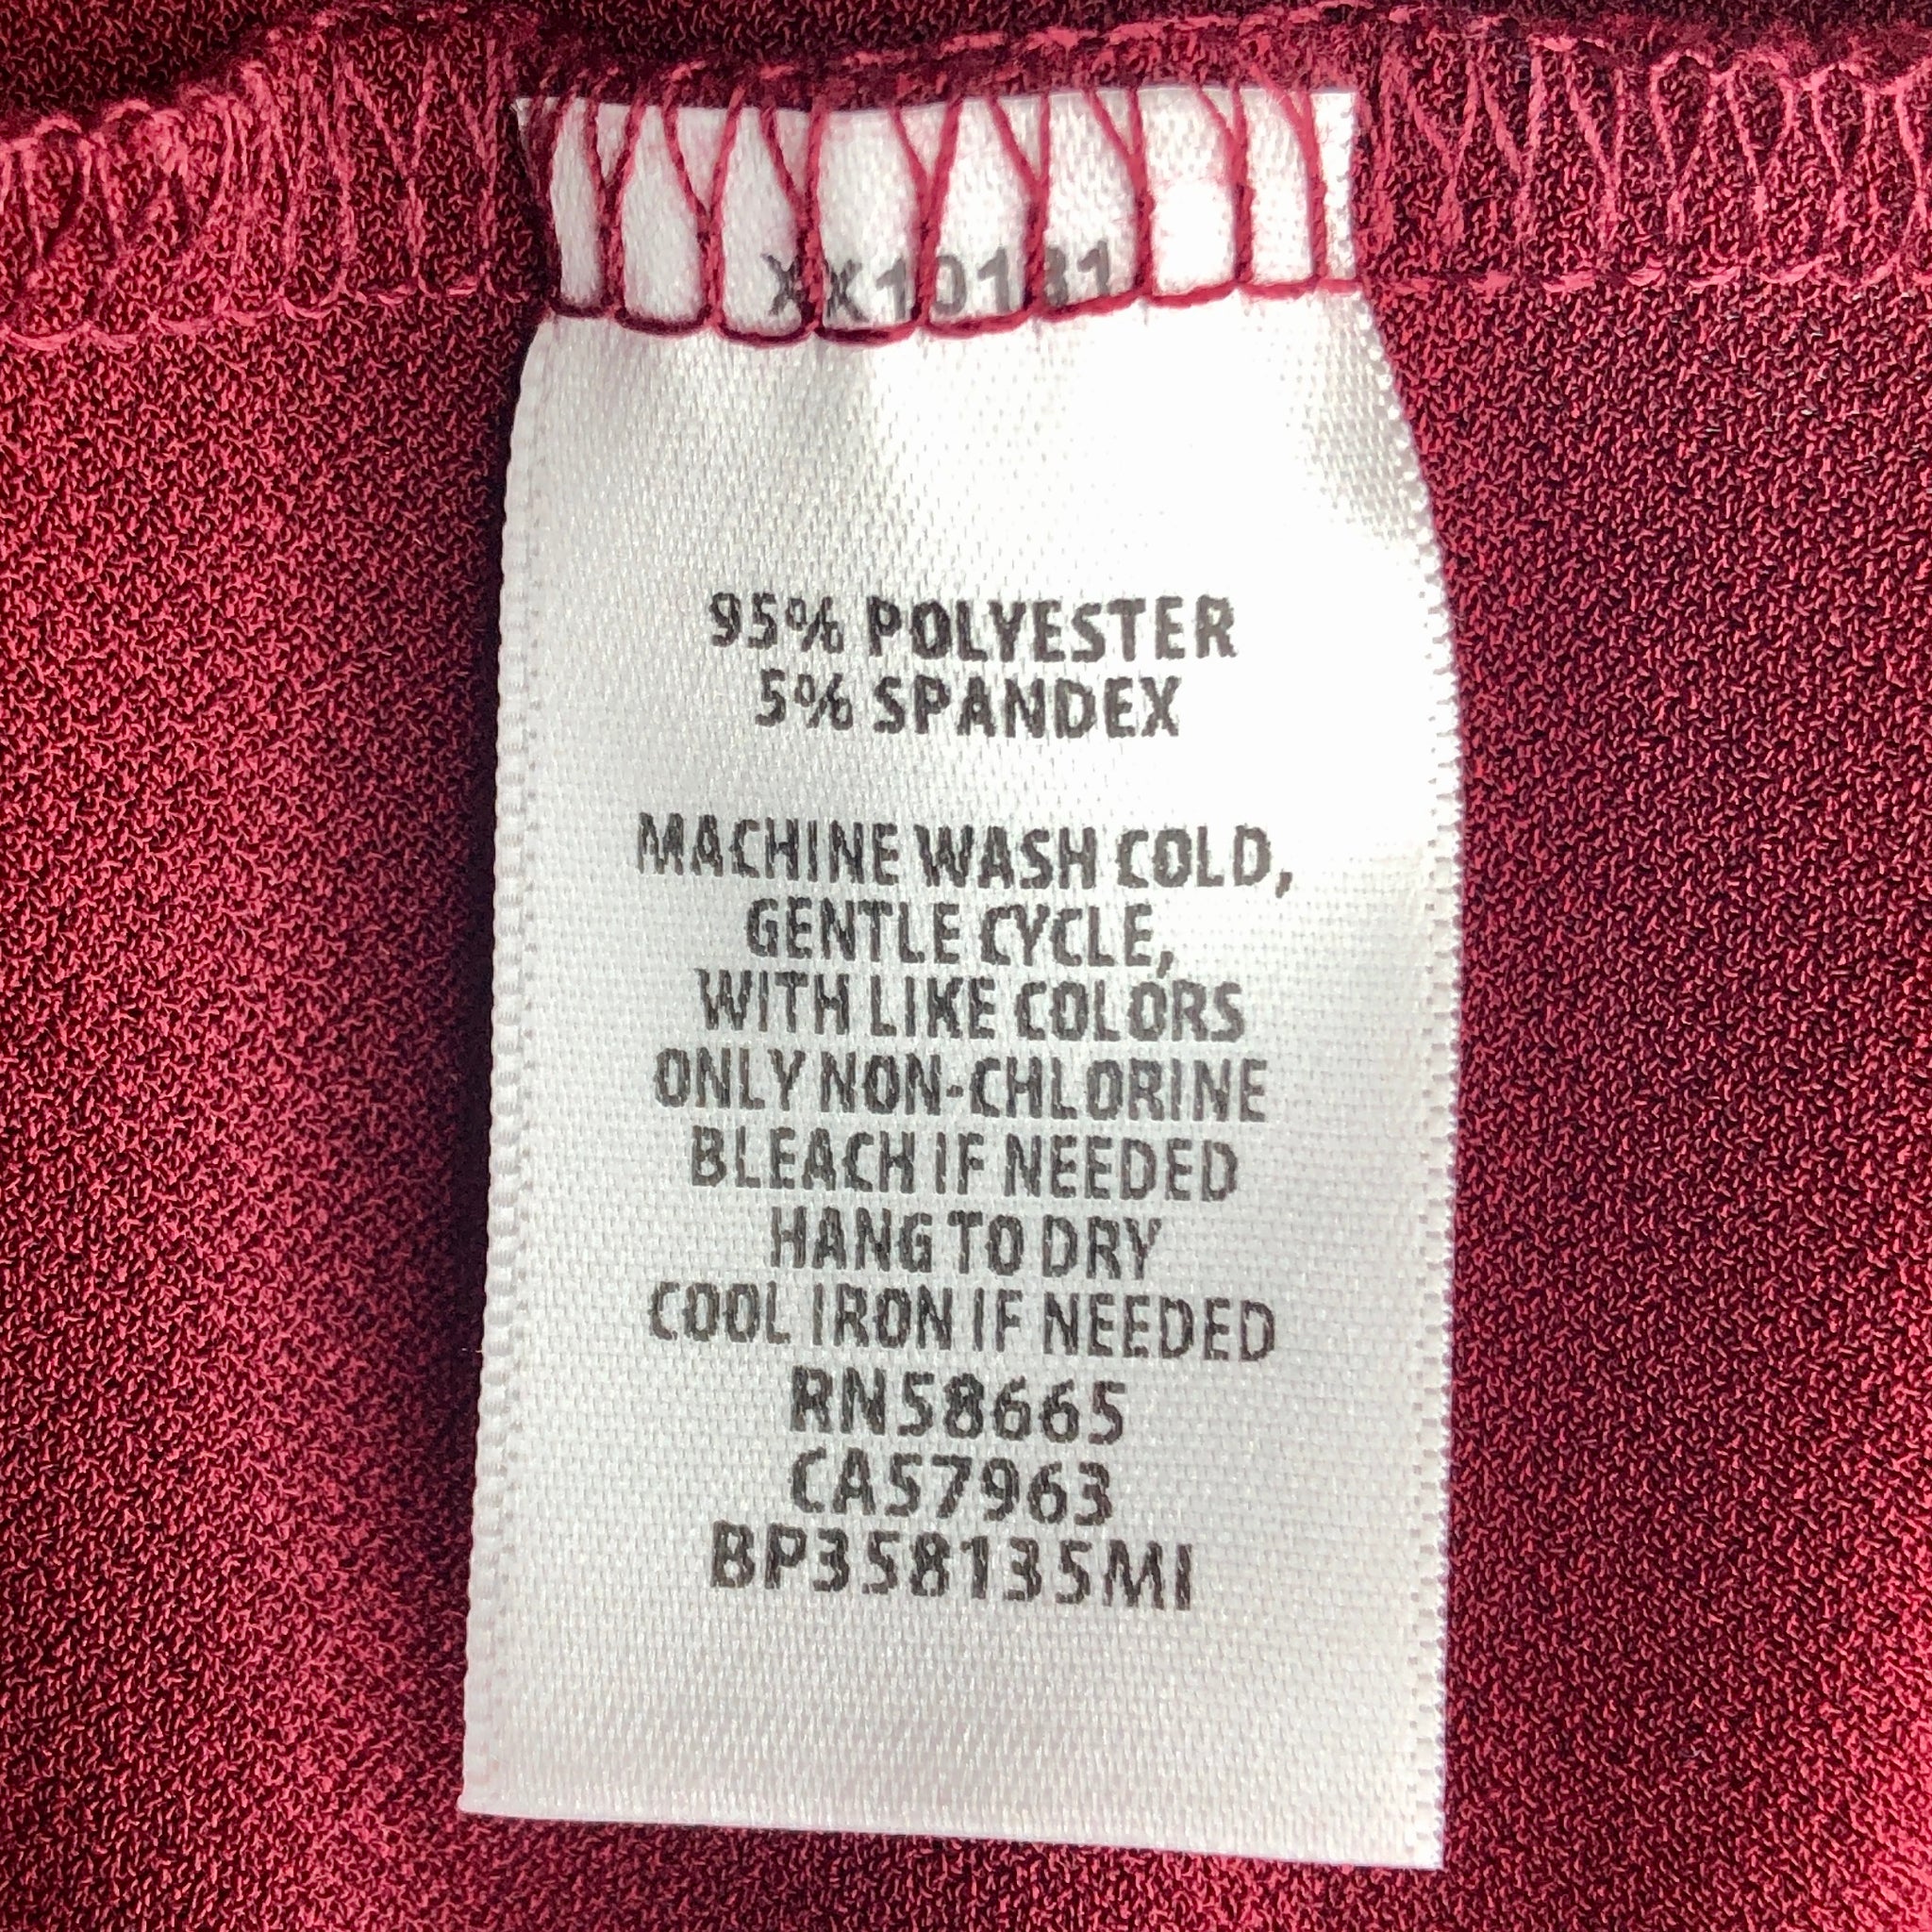 XX10131
95% POLYESTER
5% SPANDEX
MACHINE WASH COLD,
GENTLE CYCLE,
WITH LIKE COLORS
ONLY NON-CHLORINE
BLEACH IF NEEDED
HANG TO DRY
COOL IRON IF NEEDED
RN58665
CA57963
BP358135MI